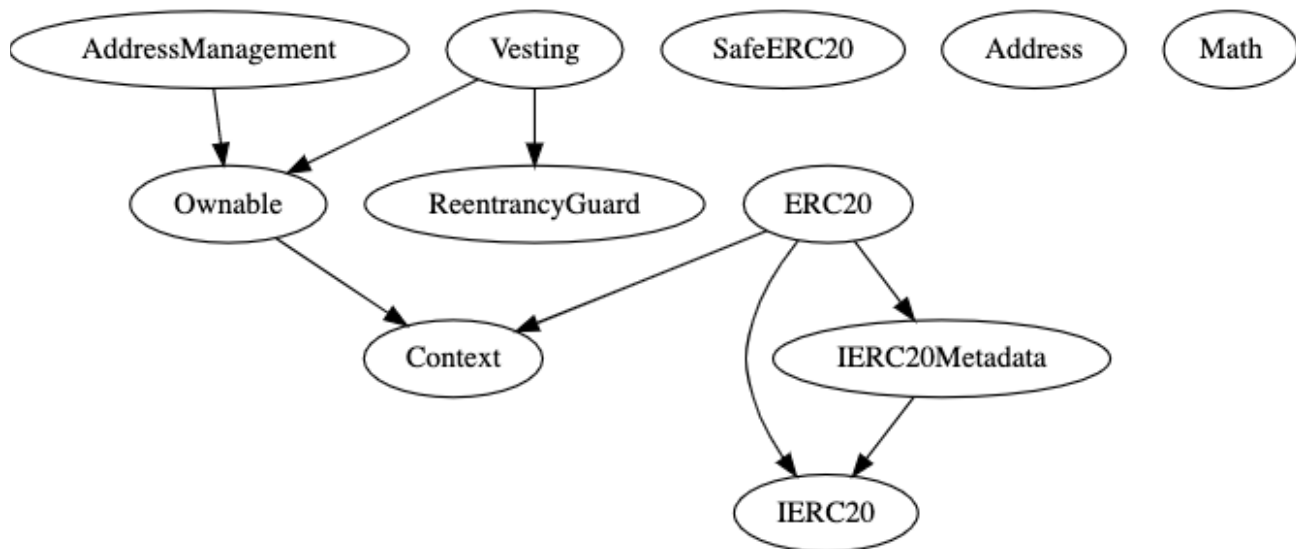 AddressManagement
Vesting
SafeERC20
Address
Math
Ownable
ReentrancyGuard
ERC20
Context
IERC20Metadata
IERC20